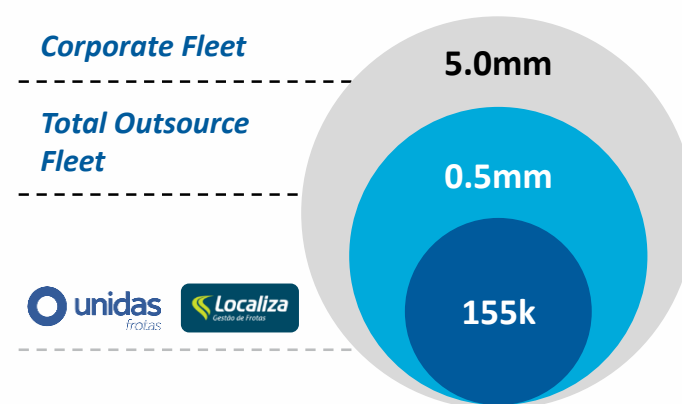 Corporate Fleet
5.0mm
Total Outsource
Fleet
0.5mm
unidas
frotas
Localiza
Gestão de Frotas
155k